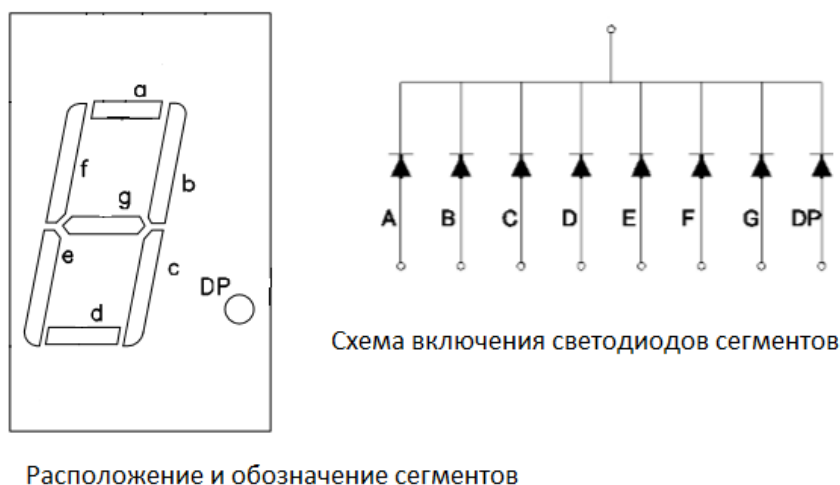 a
f
b
g
e
c
d
DP
A B C D E F G DP
Схема включения светодиодов сегментов
Расположение и обозначение сегментов